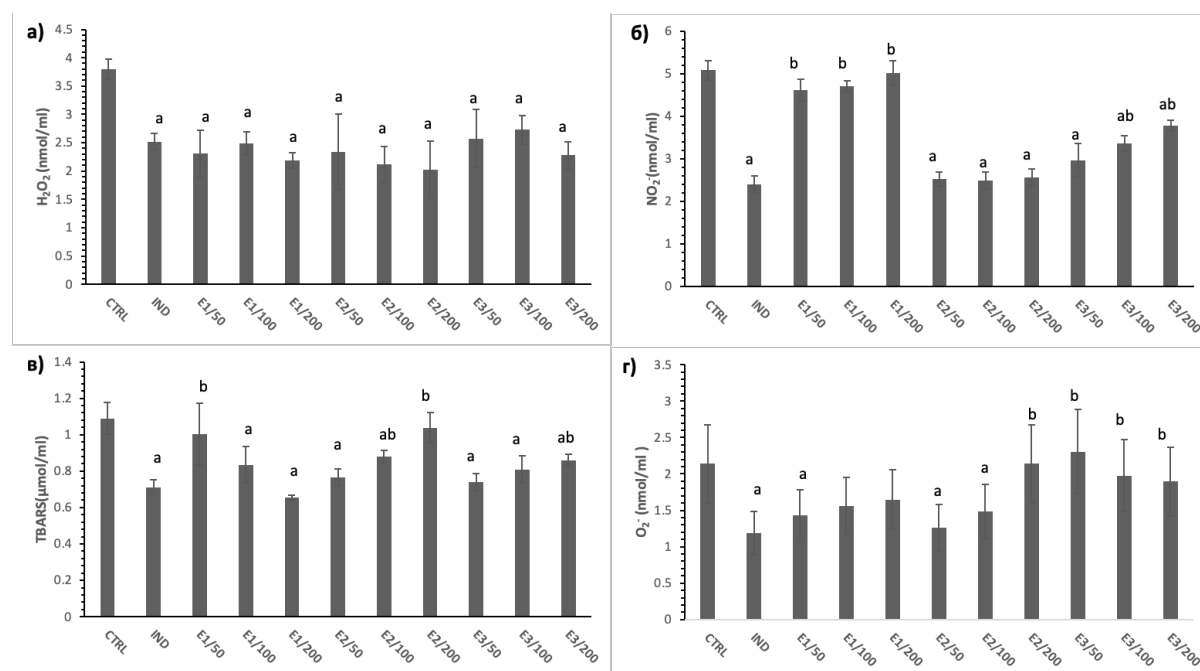 а)
H₂O₂ (nmol/ml)
4.5
4
3.5
3
2.5
2
1.5
1
0.5
0
a a a a a a a a a a
CTRL IND E1/50 E1/100 E1/200 E2/50 E2/100 E2/200 E3/50 E3/100 E3/200
б)
NO₂⁻(nmol/ml)
6
5
4
3
2
1
0
a b b b a a a a ab ab
CTRL IND E1/50 E1/100 E1/200 E2/50 E2/100 E2/200 E3/50 E3/100 E3/200
в)
TBARS(µmol/ml)
1.4
1.2
1
0.8
0.6
0.4
0.2
0
a b a a a ab b a a ab
CTRL IND E1/50 E1/100 E1/200 E2/50 E2/100 E2/200 E3/50 E3/100 E3/200
г)
O₂⁻ (nmol/ml )
3.5
3
2.5
2
1.5
1
0.5
0
a a a a b b b b
CTRL IND E1/50 E1/100 E1/200 E2/50 E2/100 E2/200 E3/50 E3/100 E3/200